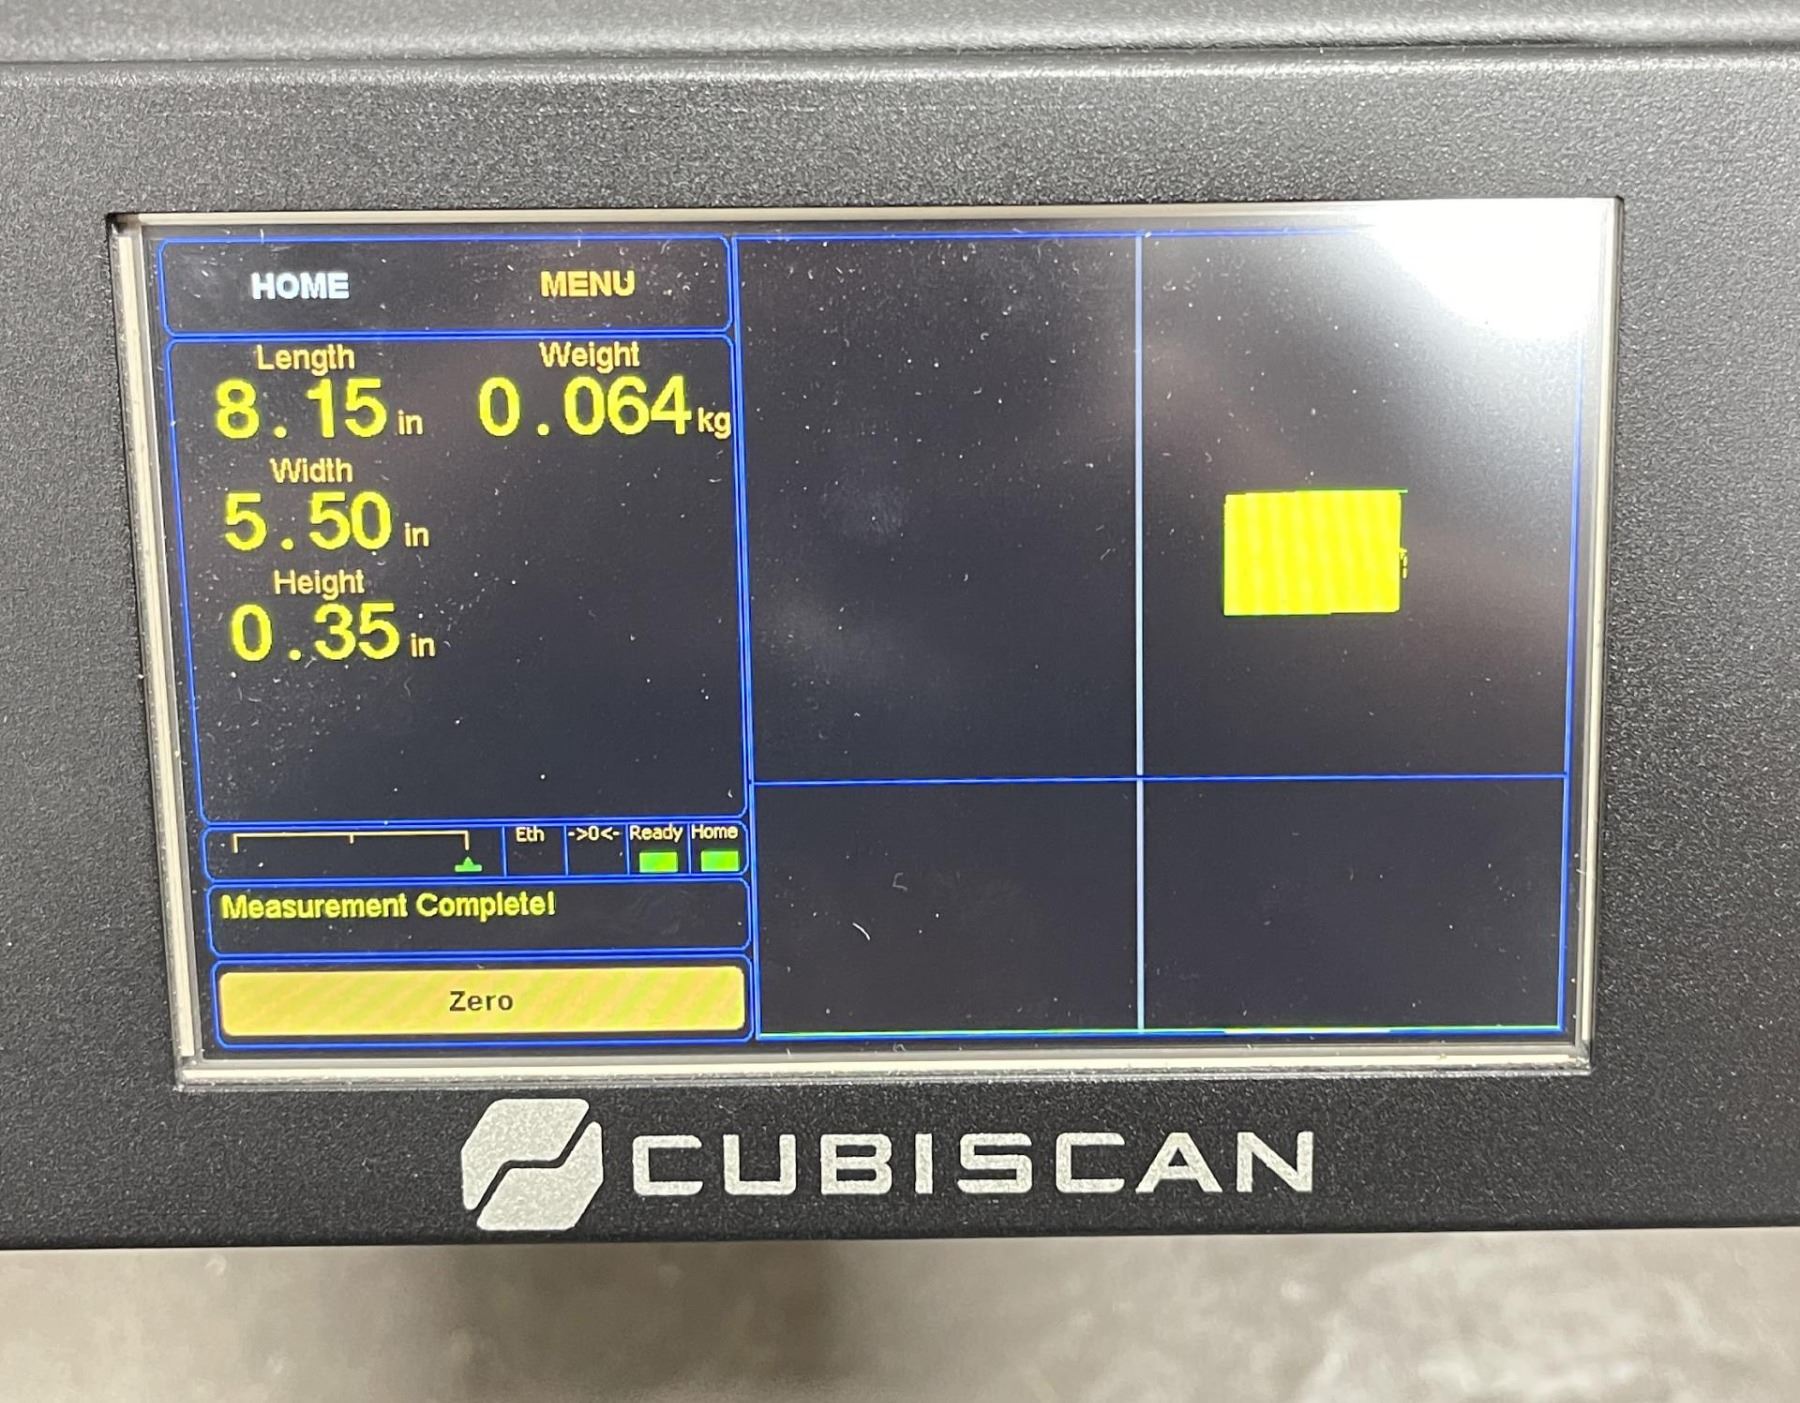 HOME MENU
Length Weight
8.15 in 0.064 kg
Width
5.50 in
Height
0.35 in
Eth ->0<- Ready Home
Measurement Complete!
Zero
CUBISCAN